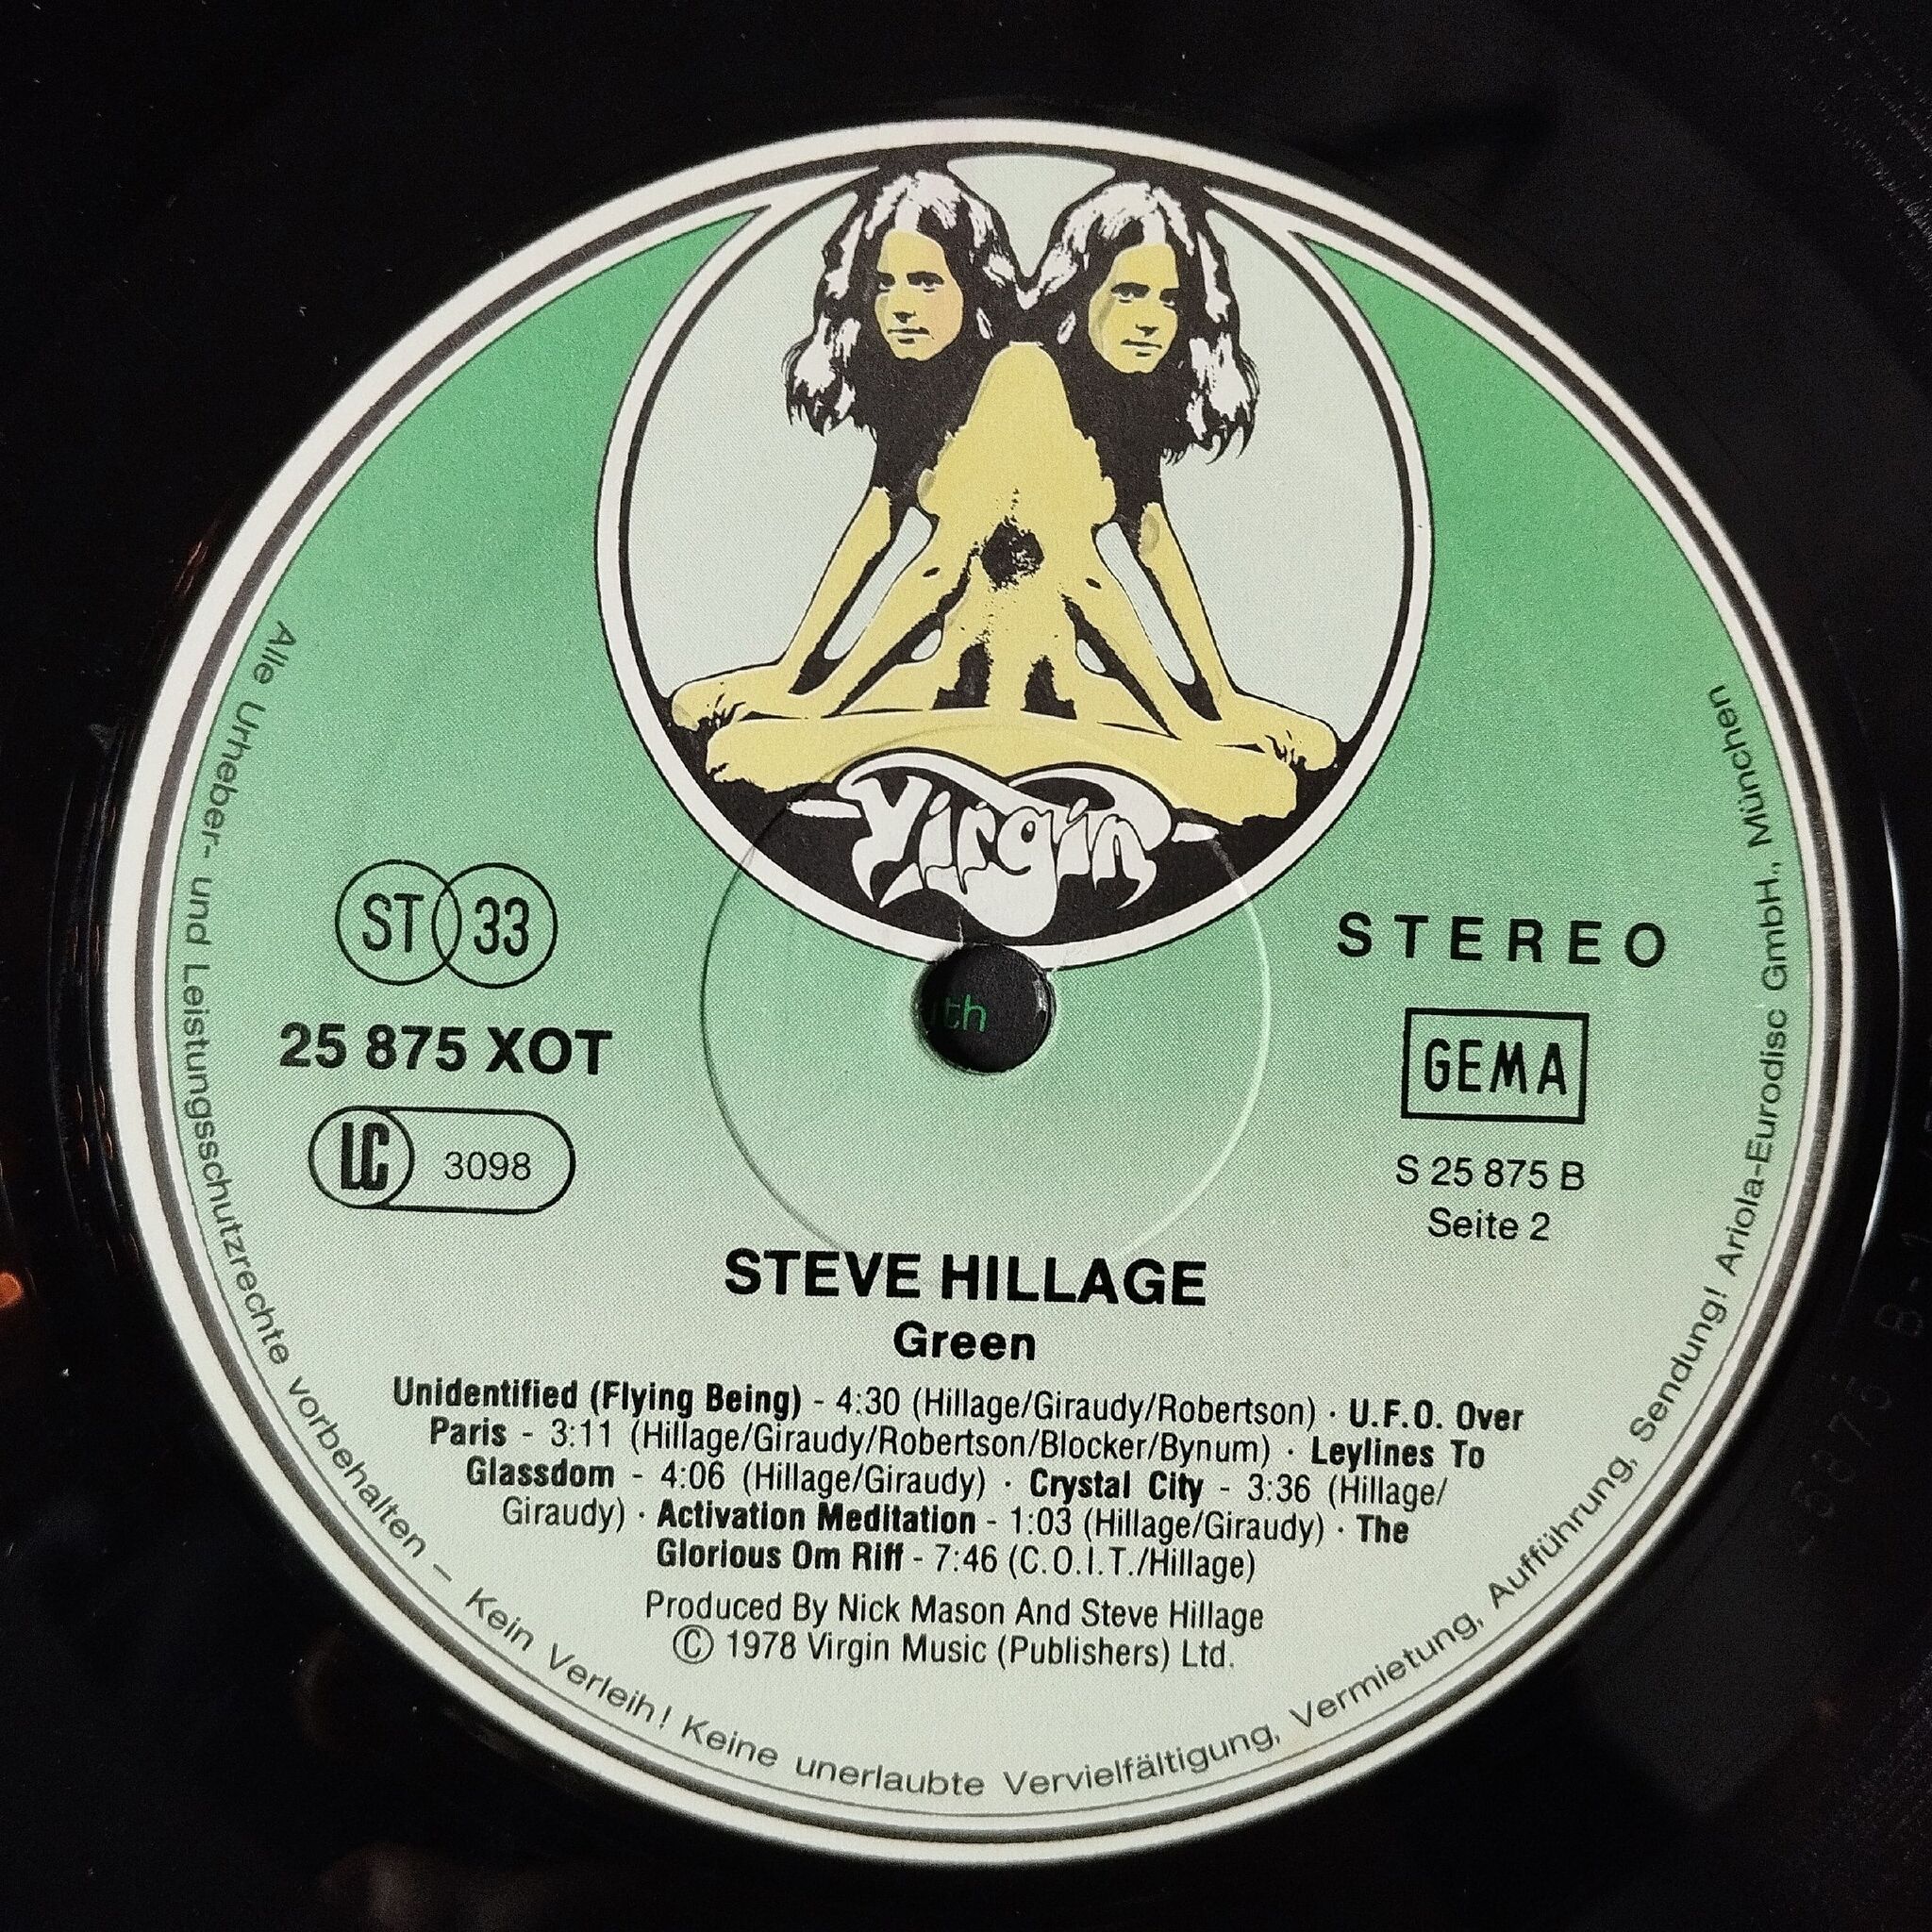 Virgin
ST 33
25 875 XOT
LC 3098
STEREO
GEMA
S 25 875 B
Seite 2
th
STEVE HILLAGE
Green
Unidentified (Flying Being) - 4:30 (Hillage/Giraudy/Robertson) · U.F.O. Over
Paris - 3:11 (Hillage/Giraudy/Robertson/Blocker/Bynum) · Leylines To
Glassdom - 4:06 (Hillage/Giraudy) · Crystal City - 3:36 (Hillage/
Giraudy) · Activation Meditation - 1:03 (Hillage/Giraudy) · The
Glorious Om Riff - 7:46 (C.O.I.T./Hillage)
Produced By Nick Mason And Steve Hillage
© 1978 Virgin Music (Publishers) Ltd.
Alle Urheber- und Leistungsschutzrechte vorbehalten – Kein Verleih! Keine unerlaubte Vervielfältigung, Vermietung, Aufführung, Sendung! Ariola-Eurodisc GmbH., München